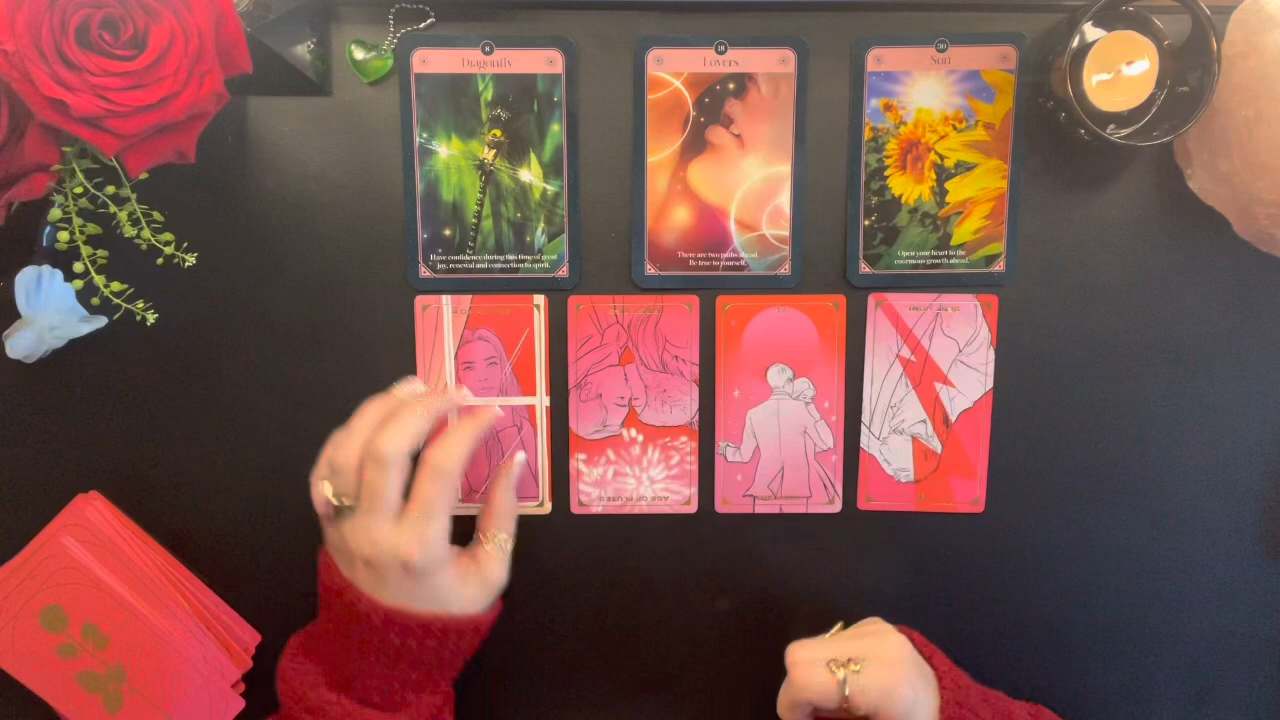 8
Dragonfly
Have confidence during this time of great
joy, renewal and connection to spirit.
18
Lovers
There are two paths ahead.
Be true to yourself.
30
Sun
Open your heart to the
enormous growth ahead.
ACE OF FLUTES